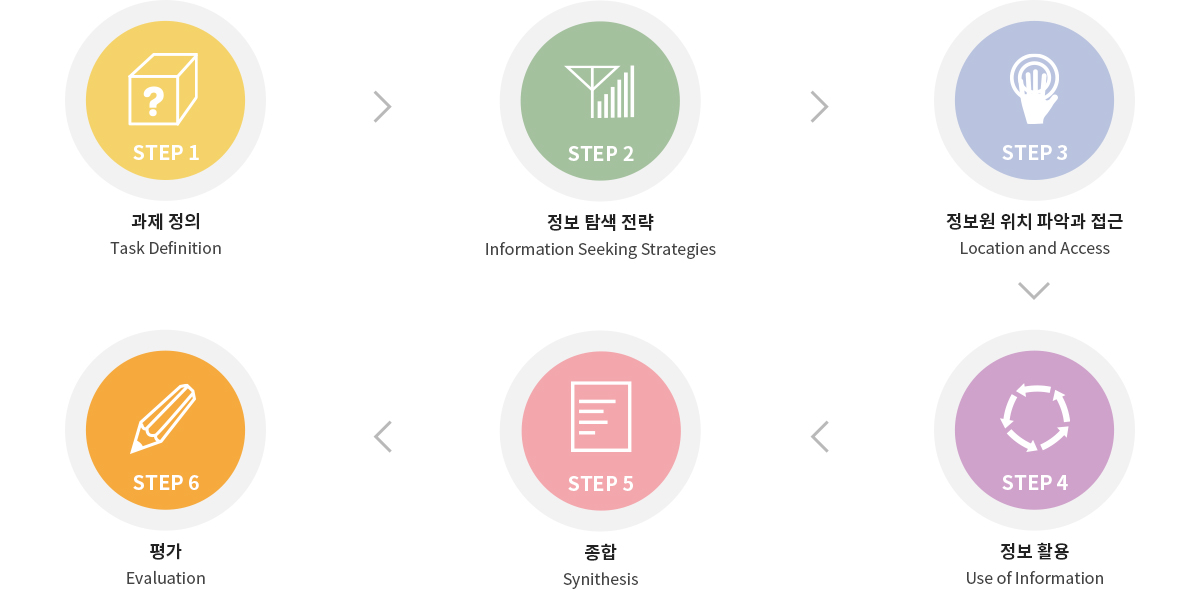 STEP 1
과제 정의
Task Definition
STEP 2
정보 탐색 전략
Information Seeking Strategies
STEP 3
정보원 위치 파악과 접근
Location and Access
STEP 4
정보 활용
Use of Information
STEP 5
종합
Synithesis
STEP 6
평가
Evaluation